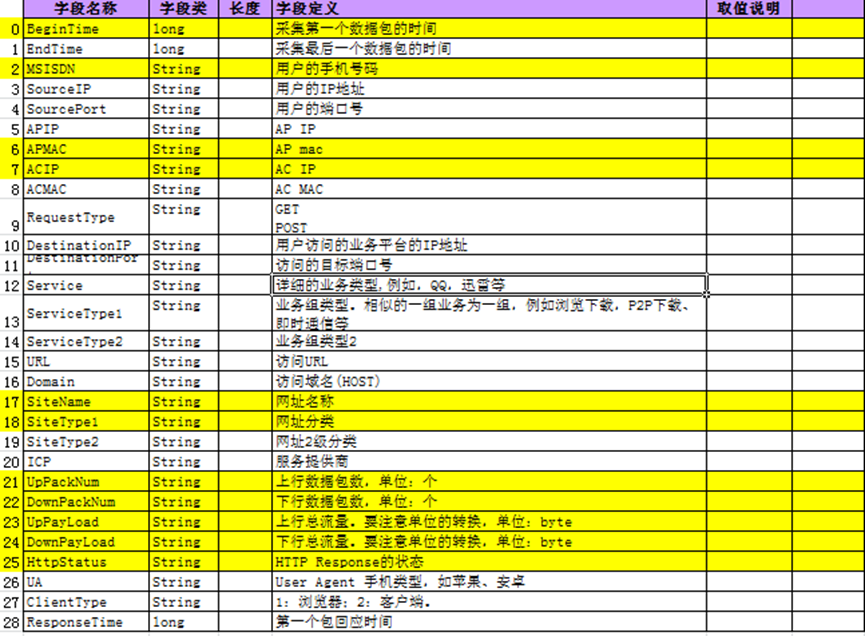 字段名称 字段类 长度 字段定义 取值说明
0 BeginTime long 采集第一个数据包的时间
1 EndTime long 采集最后一个数据包的时间
2 MSISDN String 用户的手机号码
3 SourceIP String 用户的IP地址
4 SourcePort String 用户的端口号
5 APIP String AP IP
6 APMAC String AP mac
7 ACIP String AC IP
8 ACMAC String AC MAC
9 RequestType String GET
POST
10 DestinationIP String 用户访问的业务平台的IP地址
11 DestinationPor String 访问的目标端口号
12 Service String 详细的业务类型,例如，QQ，迅雷等
13 ServiceType1 String 业务组类型。相似的一组业务为一组，例如浏览下载，P2P下载、
即时通信等
14 ServiceType2 String 业务组类型2
15 URL String 访问URL
16 Domain String 访问域名(HOST)
17 SiteName String 网址名称
18 SiteType1 String 网址分类
19 SiteType2 String 网址2级分类
20 ICP String 服务提供商
21 UpPackNum String 上行数据包数，单位：个
22 DownPackNum String 下行数据包数，单位：个
23 UpPayLoad String 上行总流量。要注意单位的转换，单位：byte
24 DownPayLoad String 下行总流量。要注意单位的转换，单位：byte
25 HttpStatus String HTTP Response的状态
26 UA String User Agent 手机类型，如苹果、安卓
27 ClientType String 1：浏览器；2：客户端。
28 ResponseTime long 第一个包回应时间